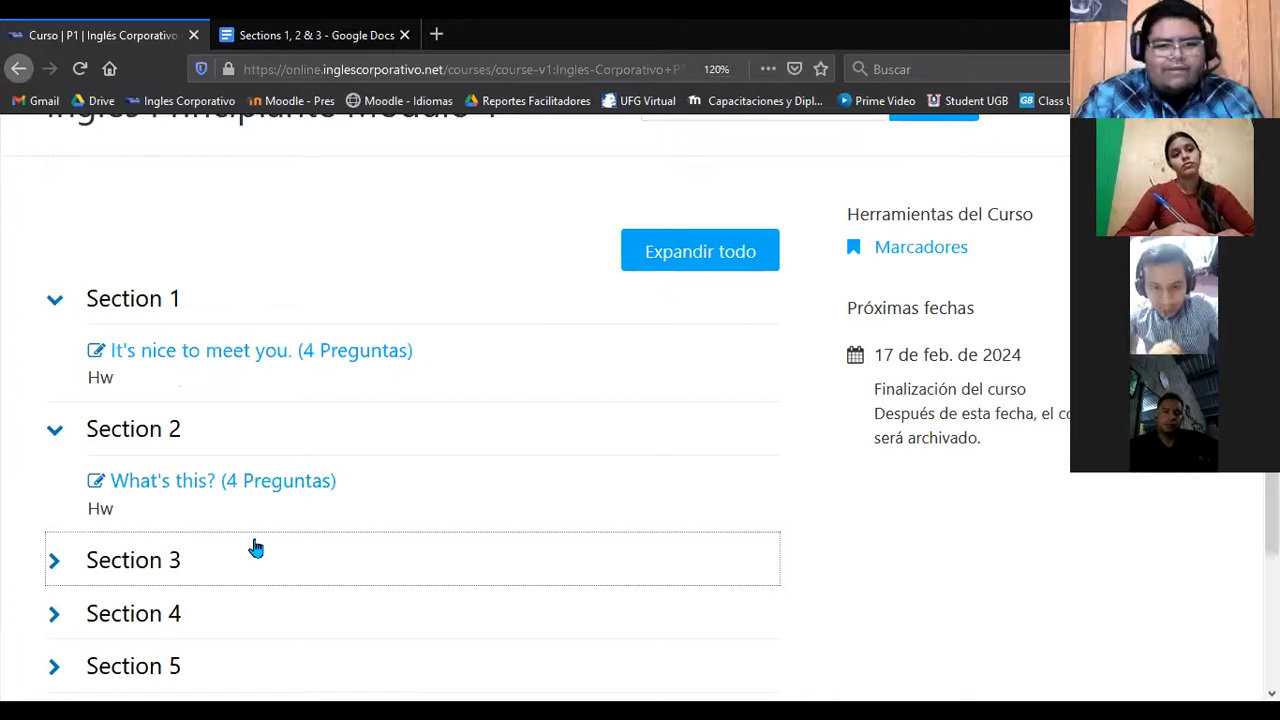 Curso | P1 | Inglés Corporativo
Sections 1, 2 & 3 - Google Docs
https://online.inglescorporativo.net/courses/course-v1:Ingles-Corporativo+P
120%
Buscar
Gmail
Drive
Ingles Corporativo
Moodle - Pres
Moodle - Idiomas
Reportes Facilitadores
UFG Virtual
Capacitaciones y Dipl...
Prime Video
Student UGB
Class
Inglés Principiante Módulo
Expandir todo
Section 1
It's nice to meet you. (4 Preguntas)
Hw
Section 2
What's this? (4 Preguntas)
Hw
Section 3
Section 4
Section 5
Herramientas del Curso
Marcadores
Próximas fechas
17 de feb. de 2024
Finalización del curso
Después de esta fecha, el
será archivado.